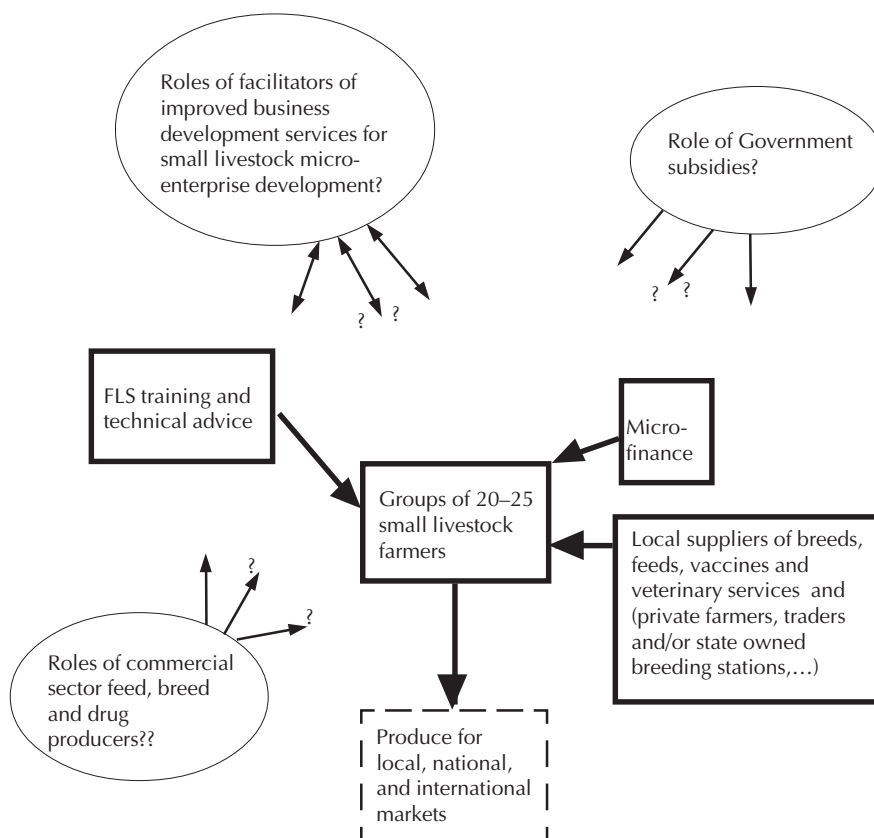 Roles of facilitators of
improved business
development services for
small livestock micro-
enterprise development?
Role of Government
subsidies?
? ?
? ?
FLS training and
technical advice
Micro-
finance
Groups of 20–25
small livestock
farmers
Local suppliers of breeds,
feeds, vaccines and
veterinary services  and
(private farmers, traders
and/or state owned
breeding stations,…)
?
?
Roles of commercial
sector feed, breed
and drug
producers??
Produce for
local, national,
and international
markets